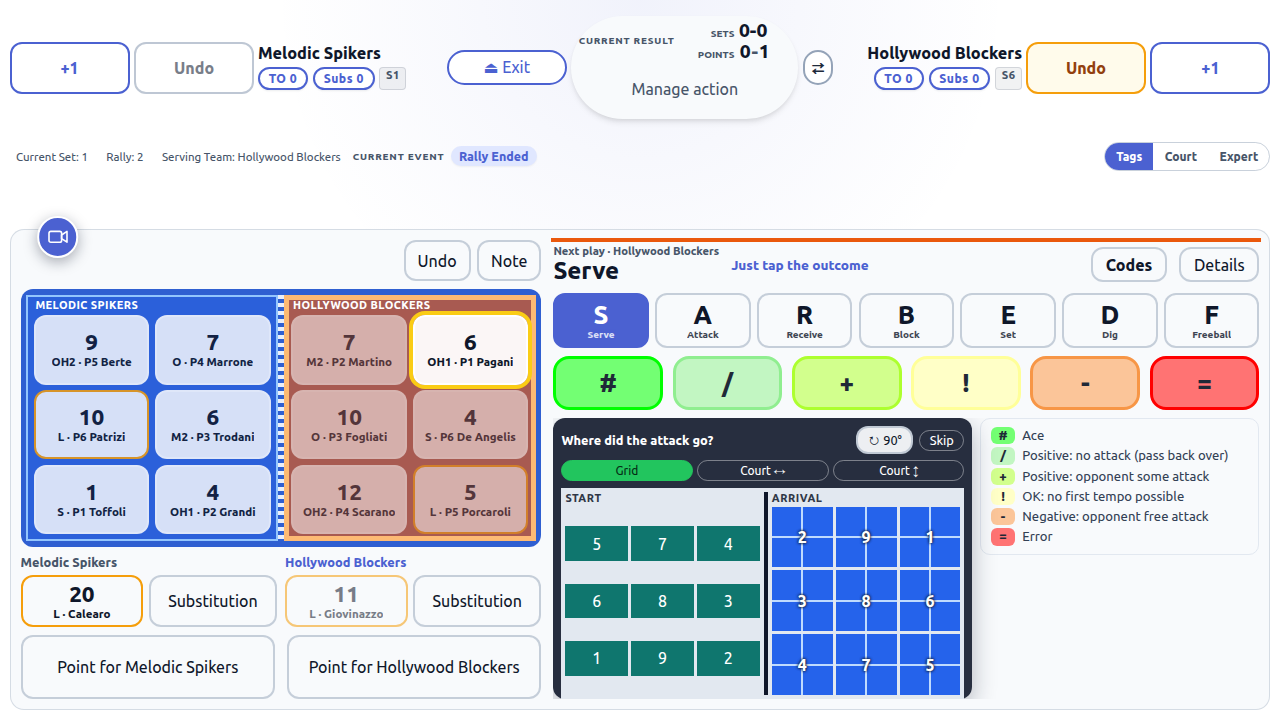 +1
Undo
Melodic Spikers
TO 0
Subs 0
S1
⏏ Exit
CURRENT RESULT
SETS 0-0
POINTS 0-1
Manage action
⇄
Hollywood Blockers
TO 0
Subs 0
S6
Undo
+1
Current Set: 1
Rally: 2
Serving Team: Hollywood Blockers
CURRENT EVENT
Rally Ended
Tags
Court
Expert
Undo
Note
MELODIC SPIKERS
HOLLYWOOD BLOCKERS
9
OH2 · P5 Berte
7
O · P4 Marrone
7
M2 · P2 Martino
6
OH1 · P1 Pagani
10
L · P6 Patrizi
6
M2 · P3 Trodani
10
O · P3 Fogliati
4
S · P6 De Angelis
1
S · P1 Toffoli
4
OH1 · P2 Grandi
12
OH2 · P4 Scarano
5
L · P5 Porcaroli
Melodic Spikers
Hollywood Blockers
20
L · Calearo
Substitution
11
L · Giovinazzo
Substitution
Point for Melodic Spikers
Point for Hollywood Blockers
Next play · Hollywood Blockers
Serve
Just tap the outcome
Codes
Details
S
Serve
A
Attack
R
Receive
B
Block
E
Set
D
Dig
F
Freeball
#
/
+
!
-
=
Where did the attack go?
↻ 90°
Skip
Grid
Court ↔
Court ↕
START
ARRIVAL
5 7 4
6 8 3
1 9 2
2 9 1
3 8 6
4 7 5
# Ace
/ Positive: no attack (pass back over)
+ Positive: opponent some attack
! OK: no first tempo possible
- Negative: opponent free attack
= Error